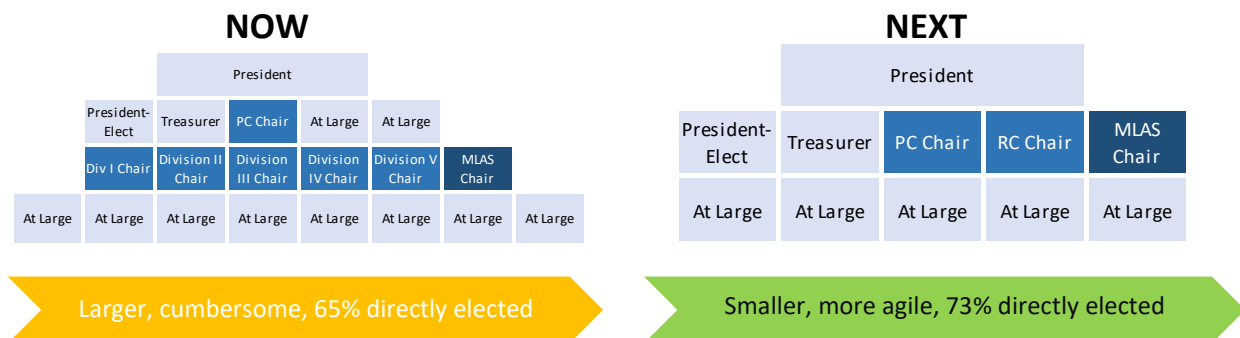 NOW
President
President-
Elect
Treasurer
PC Chair
At Large
At Large
Div I Chair
Division II
Chair
Division
III Chair
Division
IV Chair
Division V
Chair
MLAS
Chair
At Large
At Large
At Large
At Large
At Large
At Large
At Large
At Large
Larger, cumbersome, 65% directly elected
NEXT
President
President-
Elect
Treasurer
PC Chair
RC Chair
MLAS
Chair
At Large
At Large
At Large
At Large
At Large
Smaller, more agile, 73% directly elected